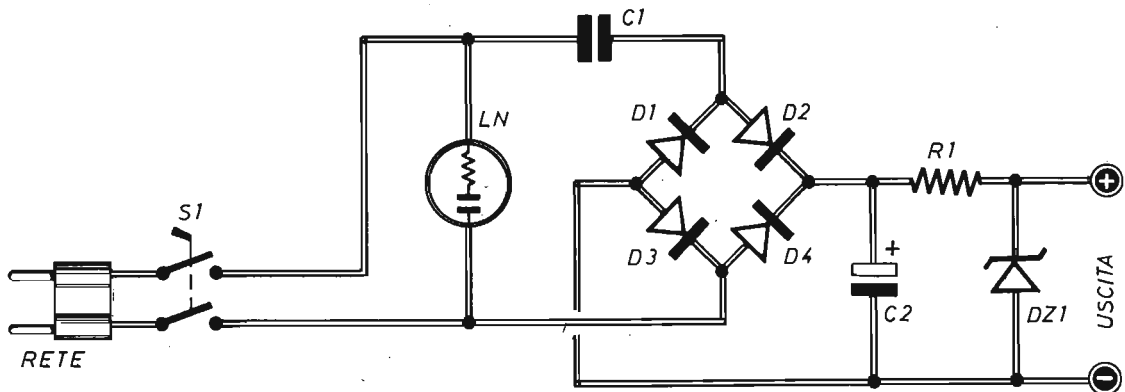 C1
LN
D1
D2
R1
S1
D3
D4
+
+
C2
DZ1
USCITA
RETE
−